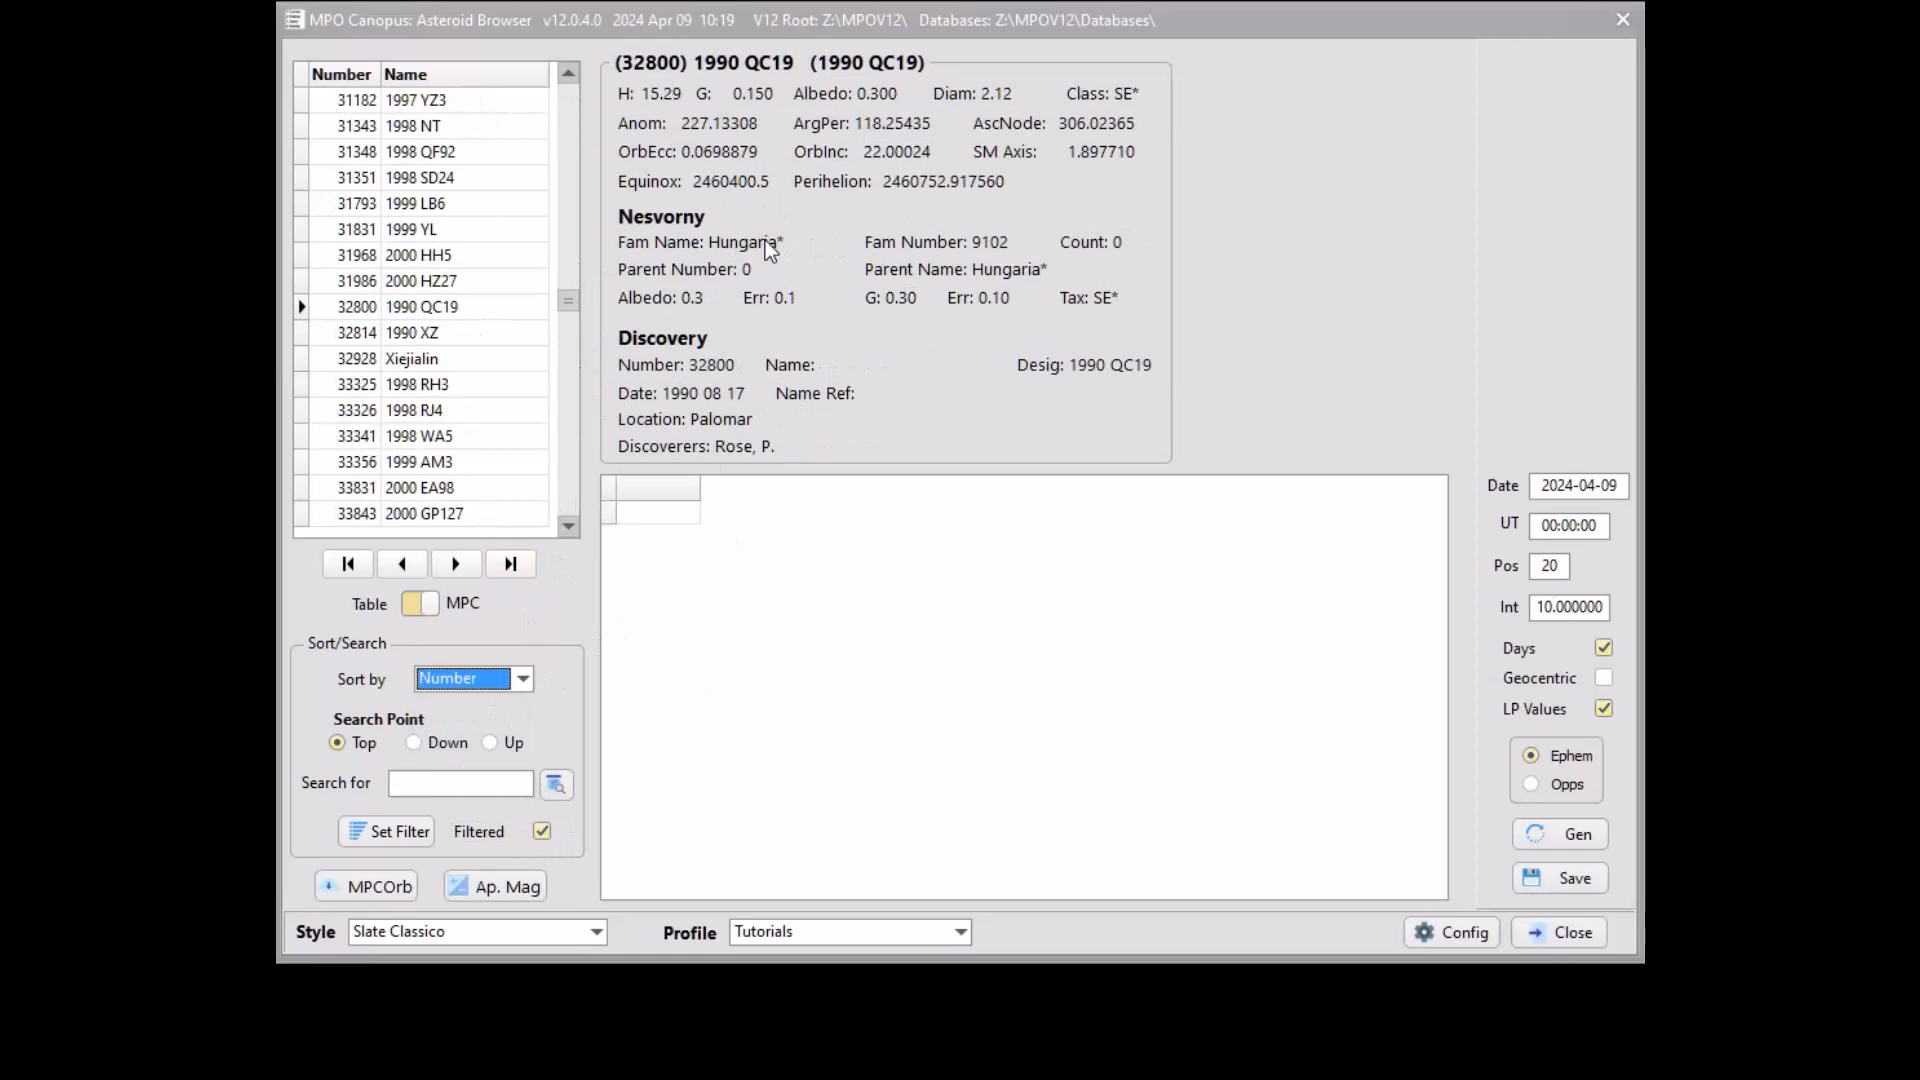 MPO Canopus: Asteroid Browser v12.0.4.0 2024 Apr 09 10:19 V12 Root: Z:\MPOV12\ Databases: Z:\MPOV12\Databases\
Number Name
31182 1997 YZ3
31343 1998 NT
31348 1998 QF92
31351 1998 SD24
31793 1999 LB6
31831 1999 YL
31968 2000 HH5
31986 2000 HZ27
32800 1990 QC19
32814 1990 XZ
32928 Xiejialin
33325 1998 RH3
33326 1998 RJ4
33341 1998 WA5
33356 1999 AM3
33831 2000 EA98
33843 2000 GP127
Table MPC
Sort/Search
Sort by Number
Search Point
Top Down Up
Search for
Set Filter Filtered
MPCOrb Ap. Mag
(32800) 1990 QC19 (1990 QC19)
H: 15.29 G: 0.150 Albedo: 0.300 Diam: 2.12 Class: SE*
Anom: 227.13308 ArgPer: 118.25435 AscNode: 306.02365
OrbEcc: 0.0698879 OrbInc: 22.00024 SM Axis: 1.897710
Equinox: 2460400.5 Perihelion: 2460752.917560
Nesvorny
Fam Name: Hungaria* Fam Number: 9102 Count: 0
Parent Number: 0 Parent Name: Hungaria*
Albedo: 0.3 Err: 0.1 G: 0.30 Err: 0.10 Tax: SE*
Discovery
Number: 32800 Name: Desig: 1990 QC19
Date: 1990 08 17 Name Ref:
Location: Palomar
Discoverers: Rose, P.
Date 2024-04-09
UT 00:00:00
Pos 20
Int 10.000000
Days
Geocentric
LP Values
Ephem
Opps
Gen
Save
Style Slate Classico Profile Tutorials Config Close